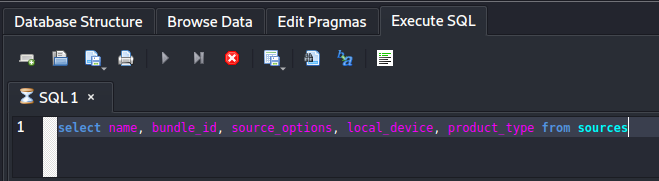 Database Structure Browse Data Edit Pragmas Execute SQL
SQL 1 ×
1 select name, bundle_id, source_options, local_device, product_type from sources